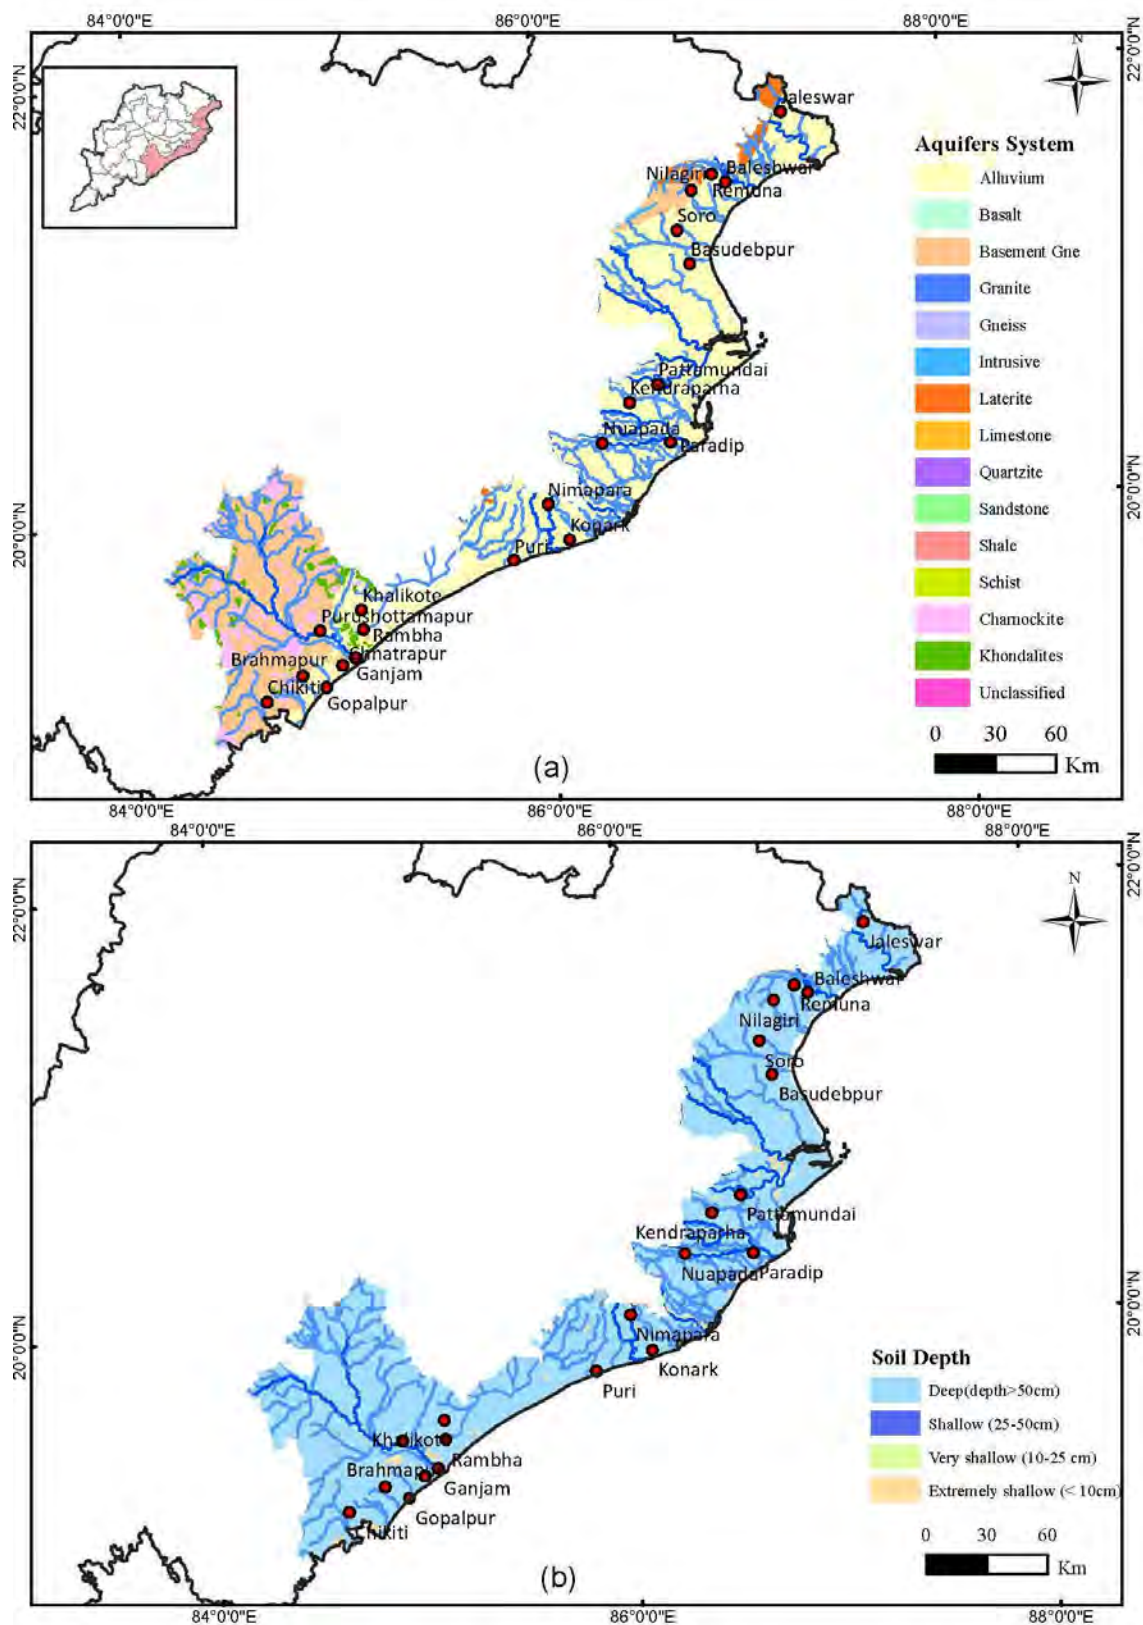 84°0'0"E 86°0'0"E 88°0'0"E
22°0'0"N
22°0'0"N
N
Jaleswar
Aquifers System
Alluvium
Basalt
Basement Gne
Granite
Gneiss
Intrusive
Laterite
Limestone
Quartzite
Sandstone
Shale
Schist
Charnockite
Khondalites
Unclassified
0 30 60
Km
Nilagiri
Baleshwar
Remuna
Soro
Basudebpur
Pattamundai
Kendraparha
Nuapada
Paradip
Nimapara
Konark
Puri
20°0'0"N
20°0'0"N
Khalikote
Purushottamapur
Rambha
Chhatrapur
Brahmapur
Ganjam
Chikiti
Gopalpur
(a)
84°0'0"E 86°0'0"E 88°0'0"E
84°0'0"E 86°0'0"E 88°0'0"E
22°0'0"N
22°0'0"N
N
Jaleswar
Baleshwar
Remuna
Nilagiri
Soro
Basudebpur
Pattamundai
Kendraparha
Nuapada
Paradip
Nimapara
Konark
Puri
20°0'0"N
20°0'0"N
Soil Depth
Deep(depth>50cm)
Shallow (25-50cm)
Very shallow (10-25 cm)
Extremely shallow (< 10cm)
0 30 60
Km
Khalikote
Rambha
Brahmapur
Ganjam
Gopalpur
Chikiti
(b)
84°0'0"E 86°0'0"E 88°0'0"E